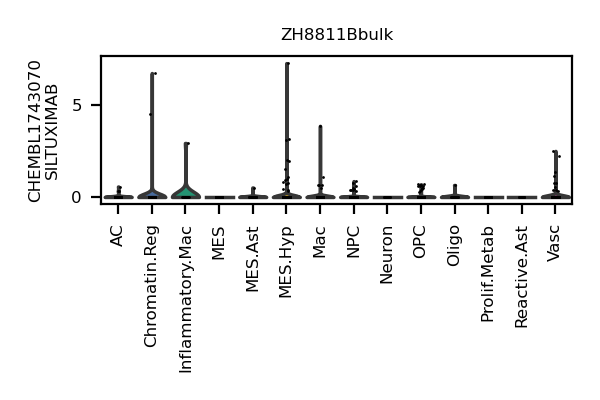 ZH8811Bbulk
CHEMBL1743070
SILTUXIMAB
5
0
AC
Chromatin.Reg
Inflammatory.Mac
MES
MES.Ast
MES.Hyp
Mac
NPC
Neuron
OPC
Oligo
Prolif.Metab
Reactive.Ast
Vasc